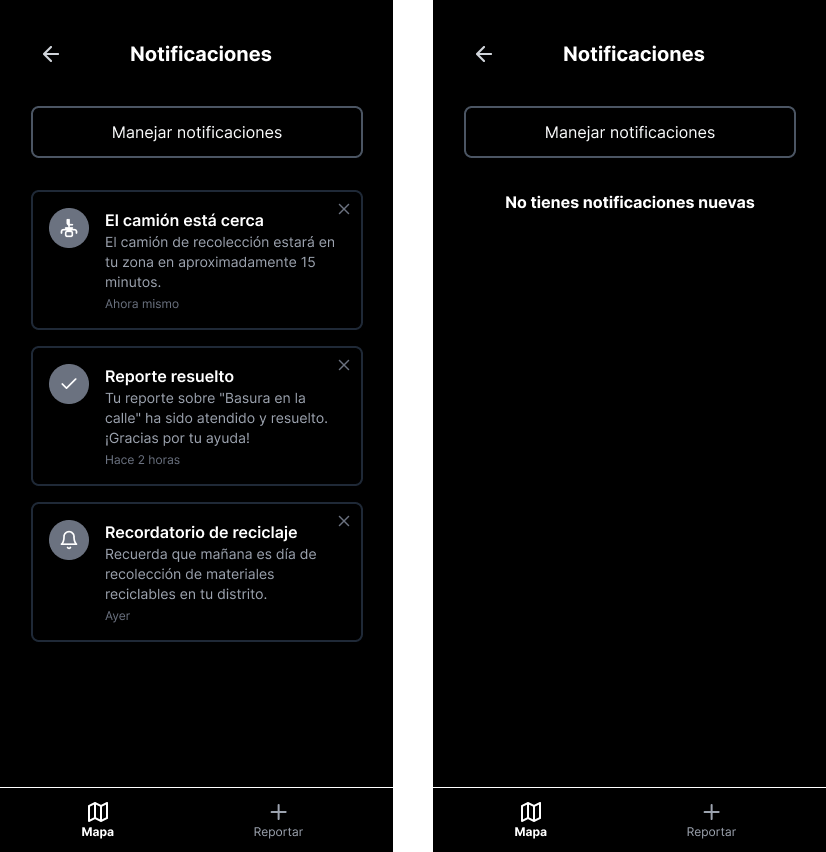 Notificaciones
Manejar notificaciones
El camión está cerca
El camión de recolección estará en
tu zona en aproximadamente 15
minutos.
Ahora mismo
Reporte resuelto
Tu reporte sobre "Basura en la
calle" ha sido atendido y resuelto.
¡Gracias por tu ayuda!
Hace 2 horas
Recordatorio de reciclaje
Recuerda que mañana es día de
recolección de materiales
reciclables en tu distrito.
Ayer
Mapa
Reportar
Notificaciones
Manejar notificaciones
No tienes notificaciones nuevas
Mapa
Reportar